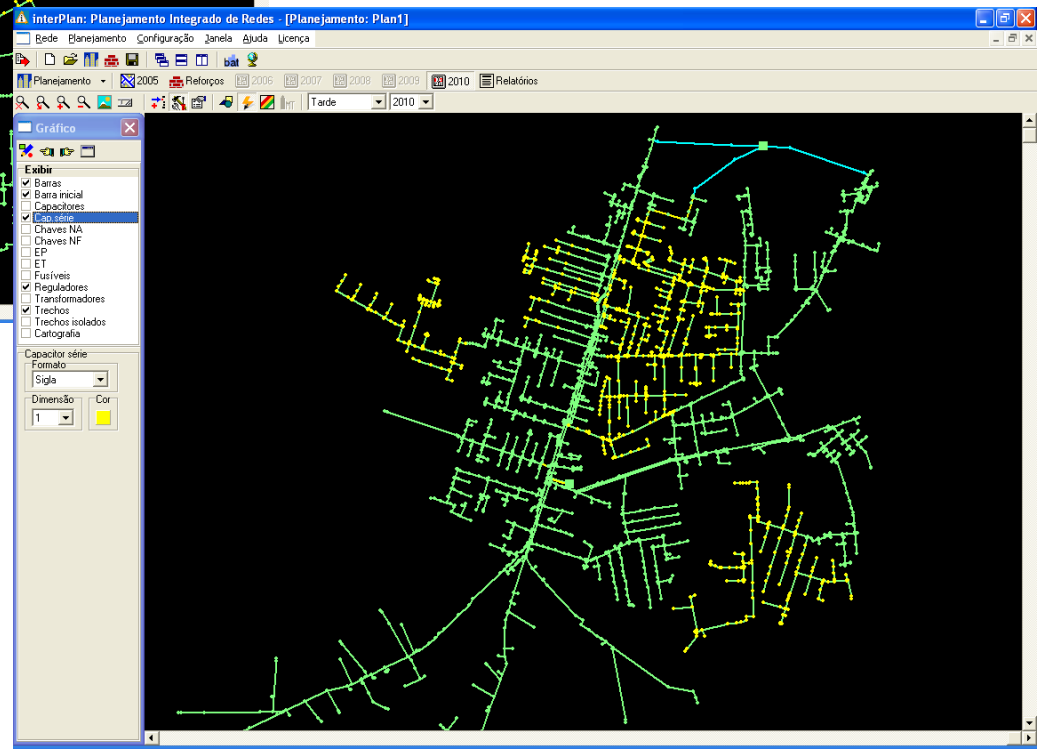 interPlan: Planejamento Integrado de Redes - [Planejamento: Plan1]
Rede Planejamento Configuração Janela Ajuda Licença
bat
Planejamento 2005 Reforços 2006 2007 2008 2009 2010 Relatórios
MT Tarde 2010
Gráfico
Exibir
Barras
Barra inicial
Capacitores
Cap.série
Chaves NA
Chaves NF
EP
ET
Fusíveis
Reguladores
Transformadores
Trechos
Trechos isolados
Cartografia
Capacitor série
Formato
Sigla
Dimensão Cor
1